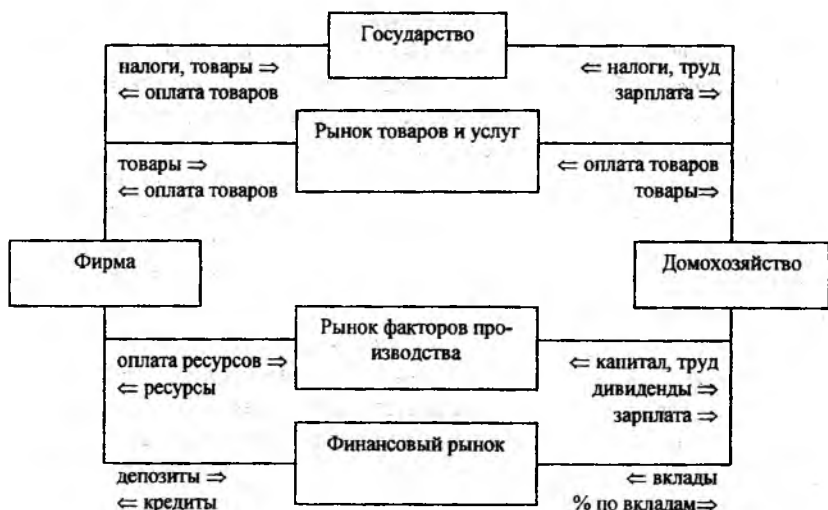 Государство
налоги, товары ⇒
⇐ оплата товаров
⇐ налоги, труд
зарплата ⇒
Рынок товаров и услуг
товары ⇒
⇐ оплата товаров
⇐ оплата товаров
товары⇒
Фирма
Домохозяйство
Рынок факторов про-
изводства
оплата ресурсов ⇒
⇐ ресурсы
⇐ капитал, труд
дивиденды ⇒
зарплата ⇒
Финансовый рынок
депозиты ⇒
⇐ кредиты
⇐ вклады
% по вкладам⇒